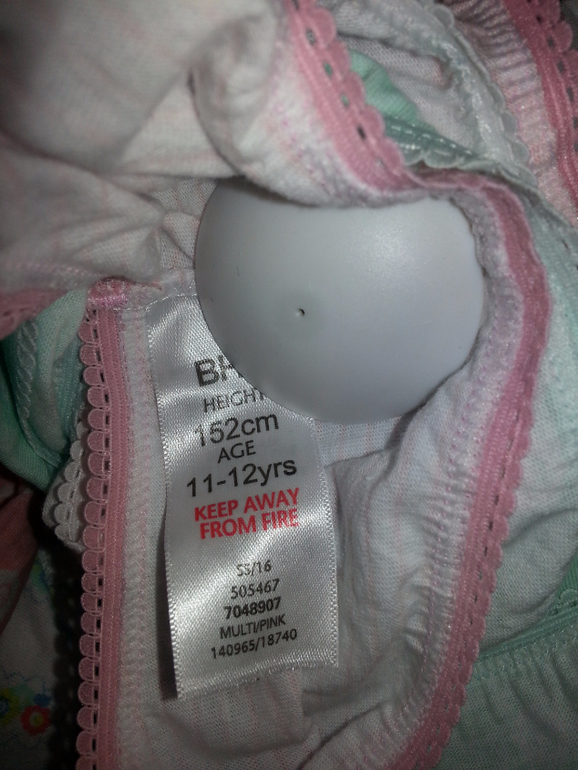 HEIGHT
152cm
AGE
11-12yrs
KEEP AWAY
FROM FIRE
SS/16
505467
7048907
MULTI/PINK
140965/18740